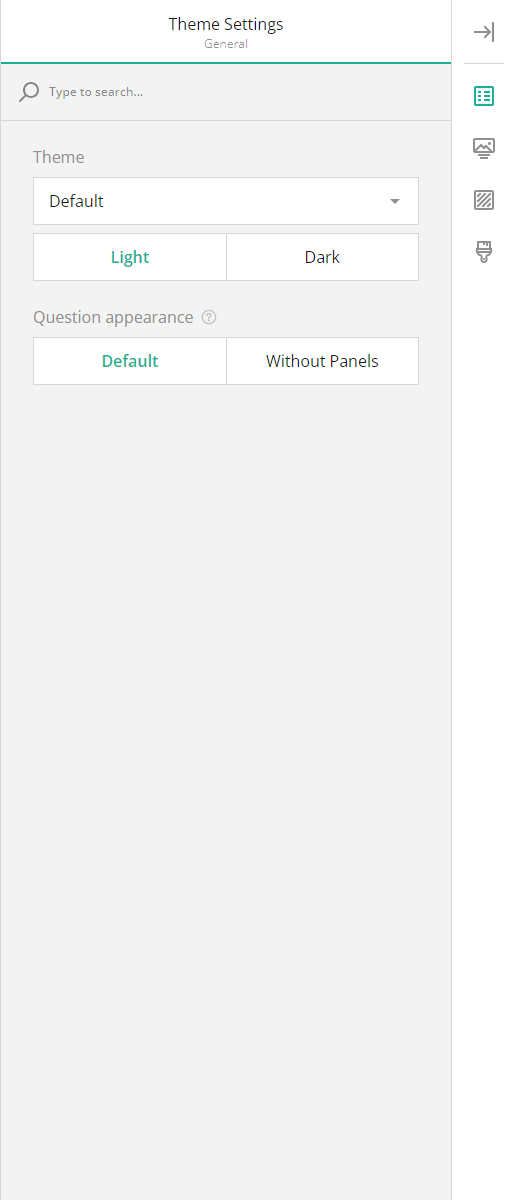 Theme Settings
General
Type to search...
Theme
Default
Light Dark
Question appearance ?
Default Without Panels